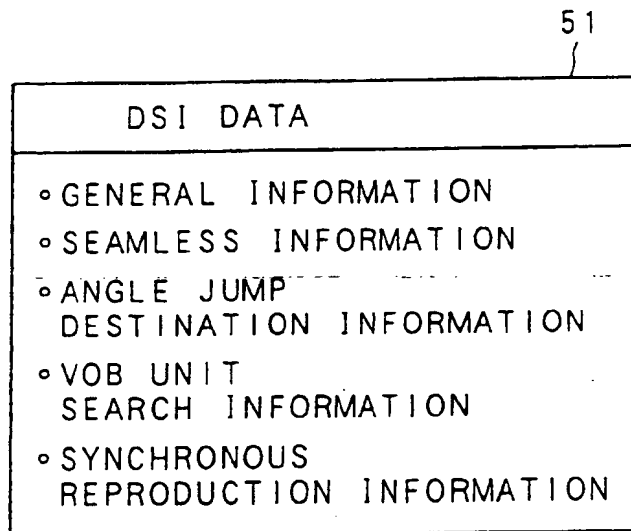 51
DSI DATA
∘GENERAL INFORMATION
∘SEAMLESS INFORMATION
∘ANGLE JUMP
DESTINATION INFORMATION
∘VOB UNIT
SEARCH INFORMATION
∘SYNCHRONOUS
REPRODUCTION INFORMATION